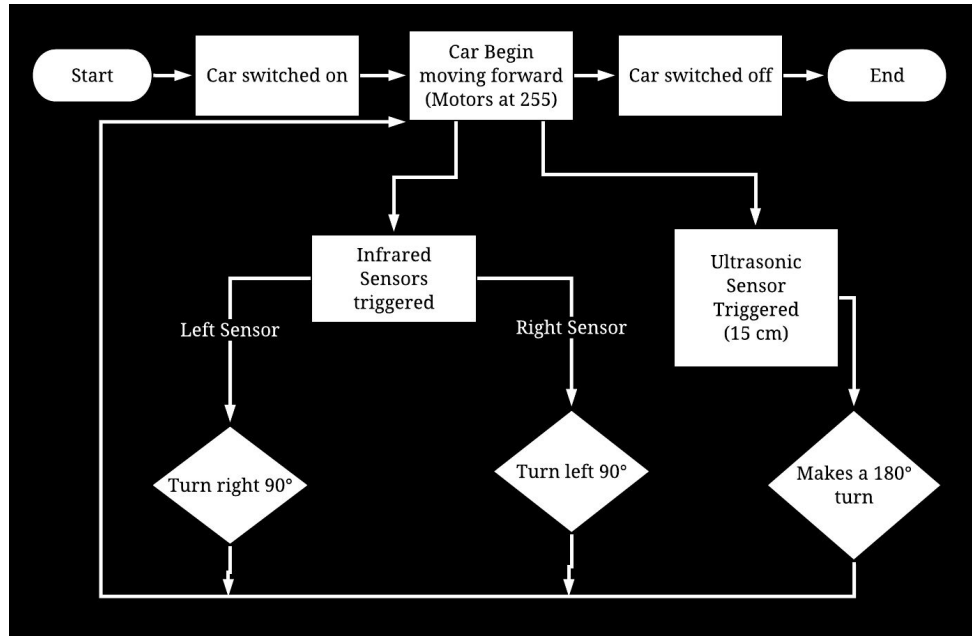 Start
Car switched on
Car Begin
moving forward
(Motors at 255)
Car switched off
End
Infrared
Sensors
triggered
Ultrasonic
Sensor
Triggered
(15 cm)
Left Sensor
Right Sensor
Turn right 90°
Turn left 90°
Makes a 180°
turn